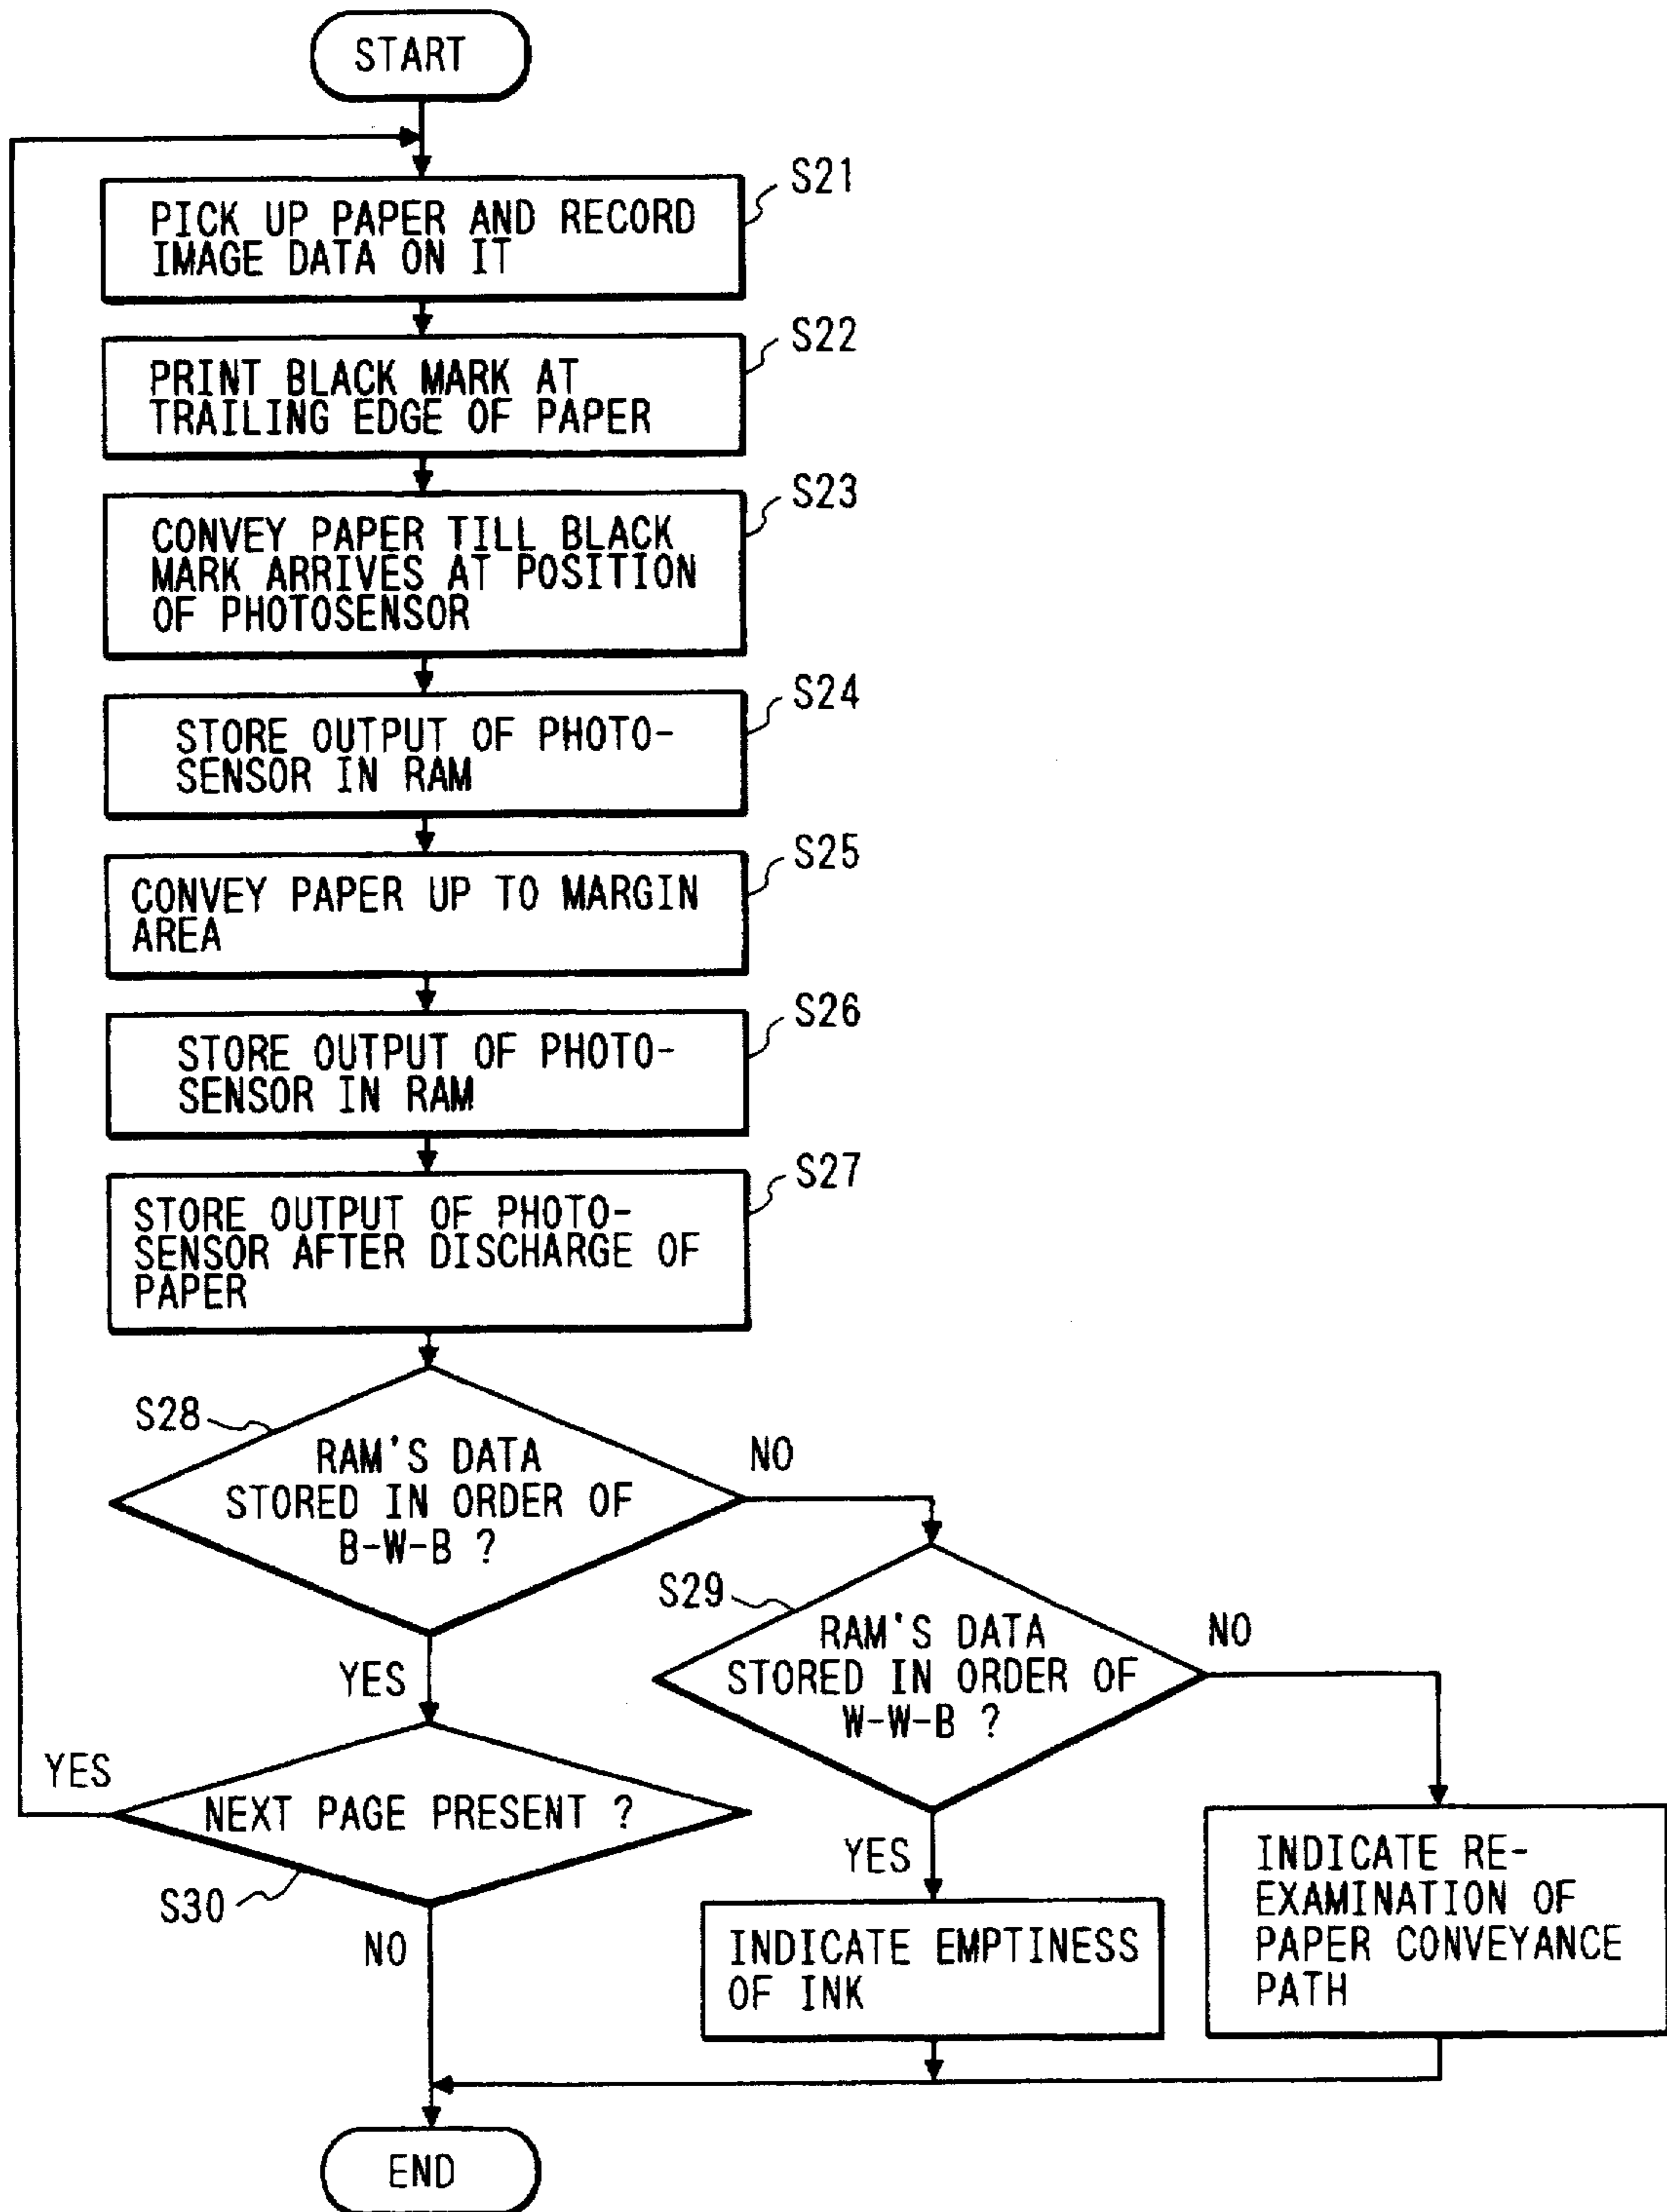 START
S21
PICK UP PAPER AND RECORD
IMAGE DATA ON IT
S22
PRINT BLACK MARK AT
TRAILING EDGE OF PAPER
S23
CONVEY PAPER TILL BLACK
MARK ARRIVES AT POSITION
OF PHOTOSENSOR
S24
STORE OUTPUT OF PHOTO-
SENSOR IN RAM
S25
CONVEY PAPER UP TO MARGIN
AREA
S26
STORE OUTPUT OF PHOTO-
SENSOR IN RAM
S27
STORE OUTPUT OF PHOTO-
SENSOR AFTER DISCHARGE OF
PAPER
S28
RAM'S DATA
STORED IN ORDER OF
B-W-B ?
NO
YES
S29
RAM'S DATA
STORED IN ORDER OF
W-W-B ?
NO
YES
YES
NEXT PAGE PRESENT ?
S30
NO
INDICATE EMPTINESS
OF INK
INDICATE RE-
EXAMINATION OF
PAPER CONVEYANCE
PATH
END